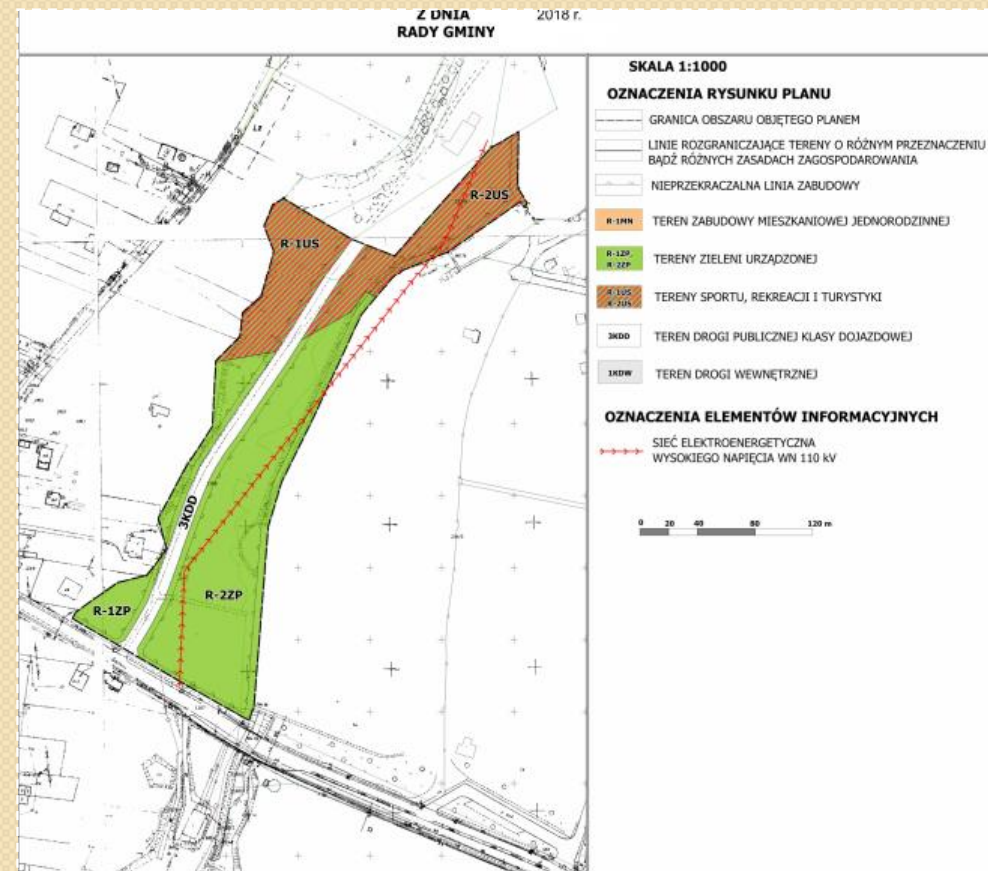 Z DNIA 2018 r.
RADY GMINY
SKALA 1:1000
OZNACZENIA RYSUNKU PLANU
GRANICA OBSZARU OBJĘTEGO PLANEM
LINIE ROZGRANICZAJĄCE TERENY O RÓŻNYM PRZEZNACZENIU
BĄDŹ RÓŻNYCH ZASADACH ZAGOSPODAROWANIA
NIEPRZEKRACZALNA LINIA ZABUDOWY
R-1MN TEREN ZABUDOWY MIESZKANIOWEJ JEDNORODZINNEJ
R-1ZP,
R-2ZP TERENY ZIELENI URZĄDZONEJ
R-1US
R-2US TERENY SPORTU, REKREACJI I TURYSTYKI
3KDD TEREN DROGI PUBLICZNEJ KLASY DOJAZDOWEJ
1KDW TEREN DROGI WEWNĘTRZNEJ
OZNACZENIA ELEMENTÓW INFORMACYJNYCH
SIEĆ ELEKTROENERGETYCZNA
WYSOKIEGO NAPIĘCIA WN 110 kV
0 20 40 80 120 m
R-2US
R-1US
3KDD
R-2ZP
R-1ZP